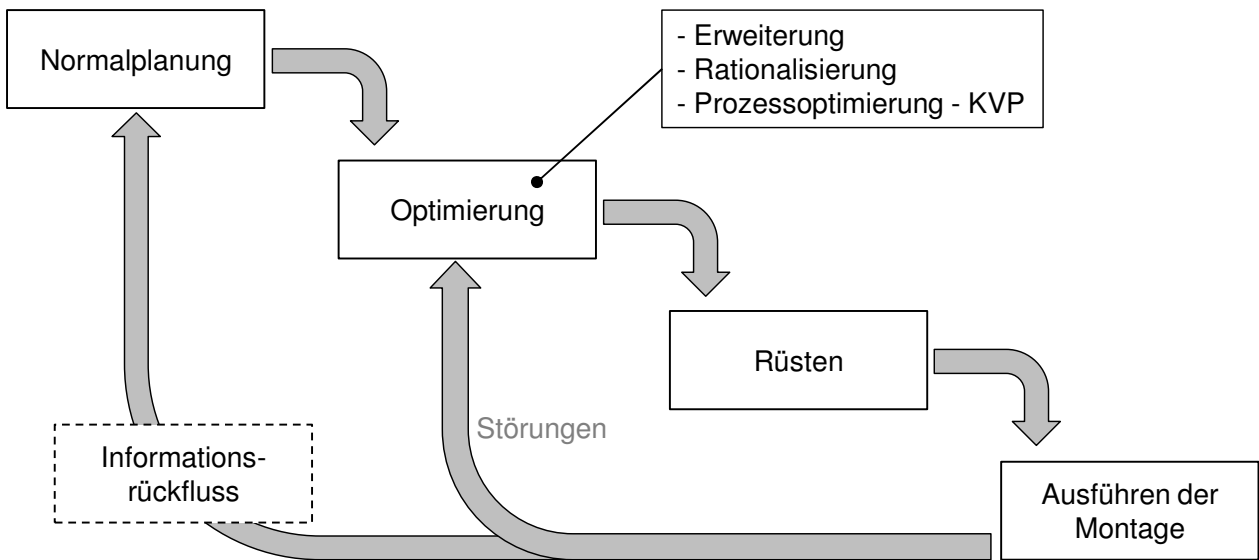 Normalplanung
- Erweiterung
- Rationalisierung
- Prozessoptimierung - KVP
Optimierung
Rüsten
Störungen
Informations-
rückfluss
Ausführen der
Montage